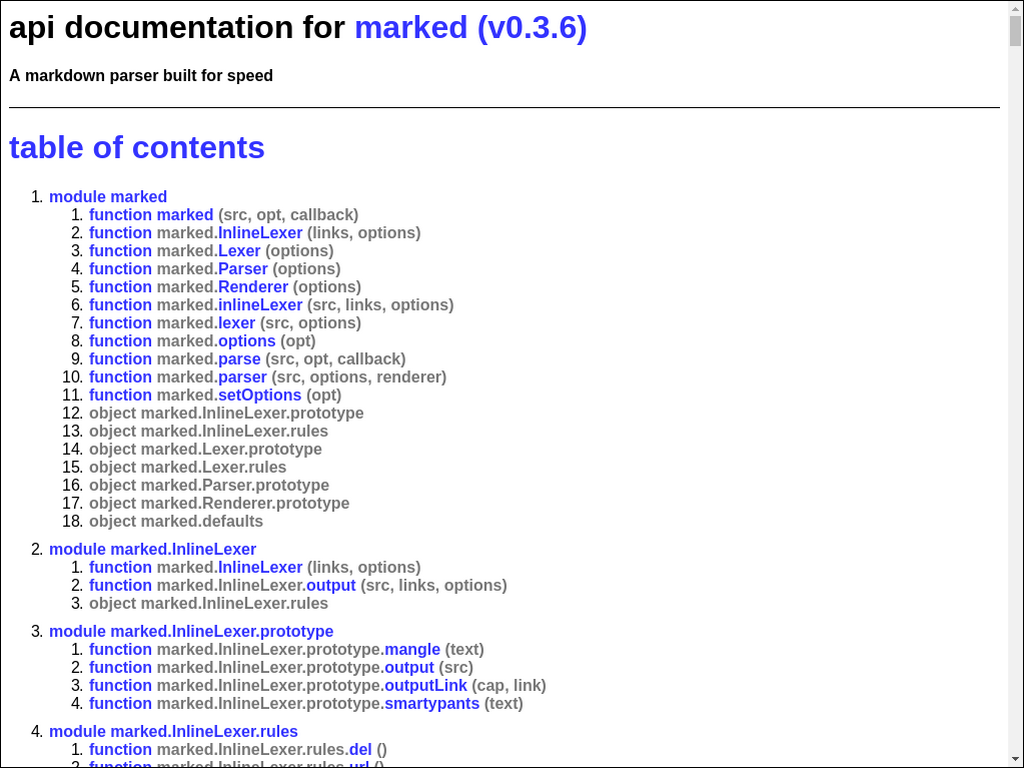 api documentation for marked (v0.3.6)
A markdown parser built for speed
table of contents
1. module marked
1. function marked (src, opt, callback)
2. function marked.InlineLexer (links, options)
3. function marked.Lexer (options)
4. function marked.Parser (options)
5. function marked.Renderer (options)
6. function marked.inlineLexer (src, links, options)
7. function marked.lexer (src, options)
8. function marked.options (opt)
9. function marked.parse (src, opt, callback)
10. function marked.parser (src, options, renderer)
11. function marked.setOptions (opt)
12. object marked.InlineLexer.prototype
13. object marked.InlineLexer.rules
14. object marked.Lexer.prototype
15. object marked.Lexer.rules
16. object marked.Parser.prototype
17. object marked.Renderer.prototype
18. object marked.defaults
2. module marked.InlineLexer
1. function marked.InlineLexer (links, options)
2. function marked.InlineLexer.output (src, links, options)
3. object marked.InlineLexer.rules
3. module marked.InlineLexer.prototype
1. function marked.InlineLexer.prototype.mangle (text)
2. function marked.InlineLexer.prototype.output (src)
3. function marked.InlineLexer.prototype.outputLink (cap, link)
4. function marked.InlineLexer.prototype.smartypants (text)
4. module marked.InlineLexer.rules
1. function marked.InlineLexer.rules.del ()
2. function marked.InlineLexer.rules.url ()